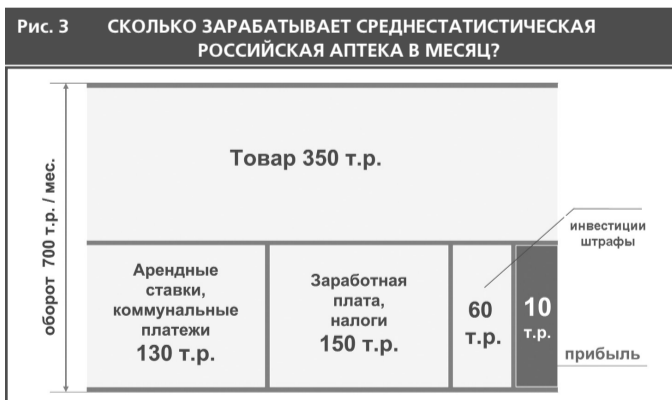 Рис. 3
СКОЛЬКО ЗАРАБАТЫВАЕТ СРЕДНЕСТАТИСТИЧЕСКАЯ
РОССИЙСКАЯ АПТЕКА В МЕСЯЦ?
оборот 700 т.р. / мес.
Товар 350 т.р.
инвестиции
штрафы
Арендные
ставки,
коммунальные
платежи
130 т.р.
Заработная
плата,
налоги
150 т.р.
60
т.р.
10
т.р.
прибыль